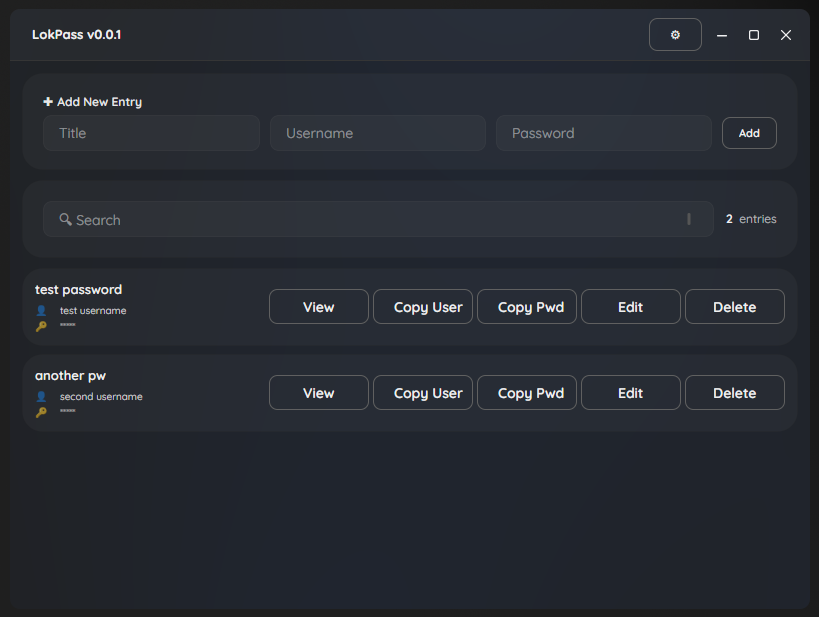 LokPass v0.0.1
Add New Entry
Title Username Password Add
Search 2 entries
test password
test username
*****
View Copy User Copy Pwd Edit Delete
another pw
second username
*****
View Copy User Copy Pwd Edit Delete